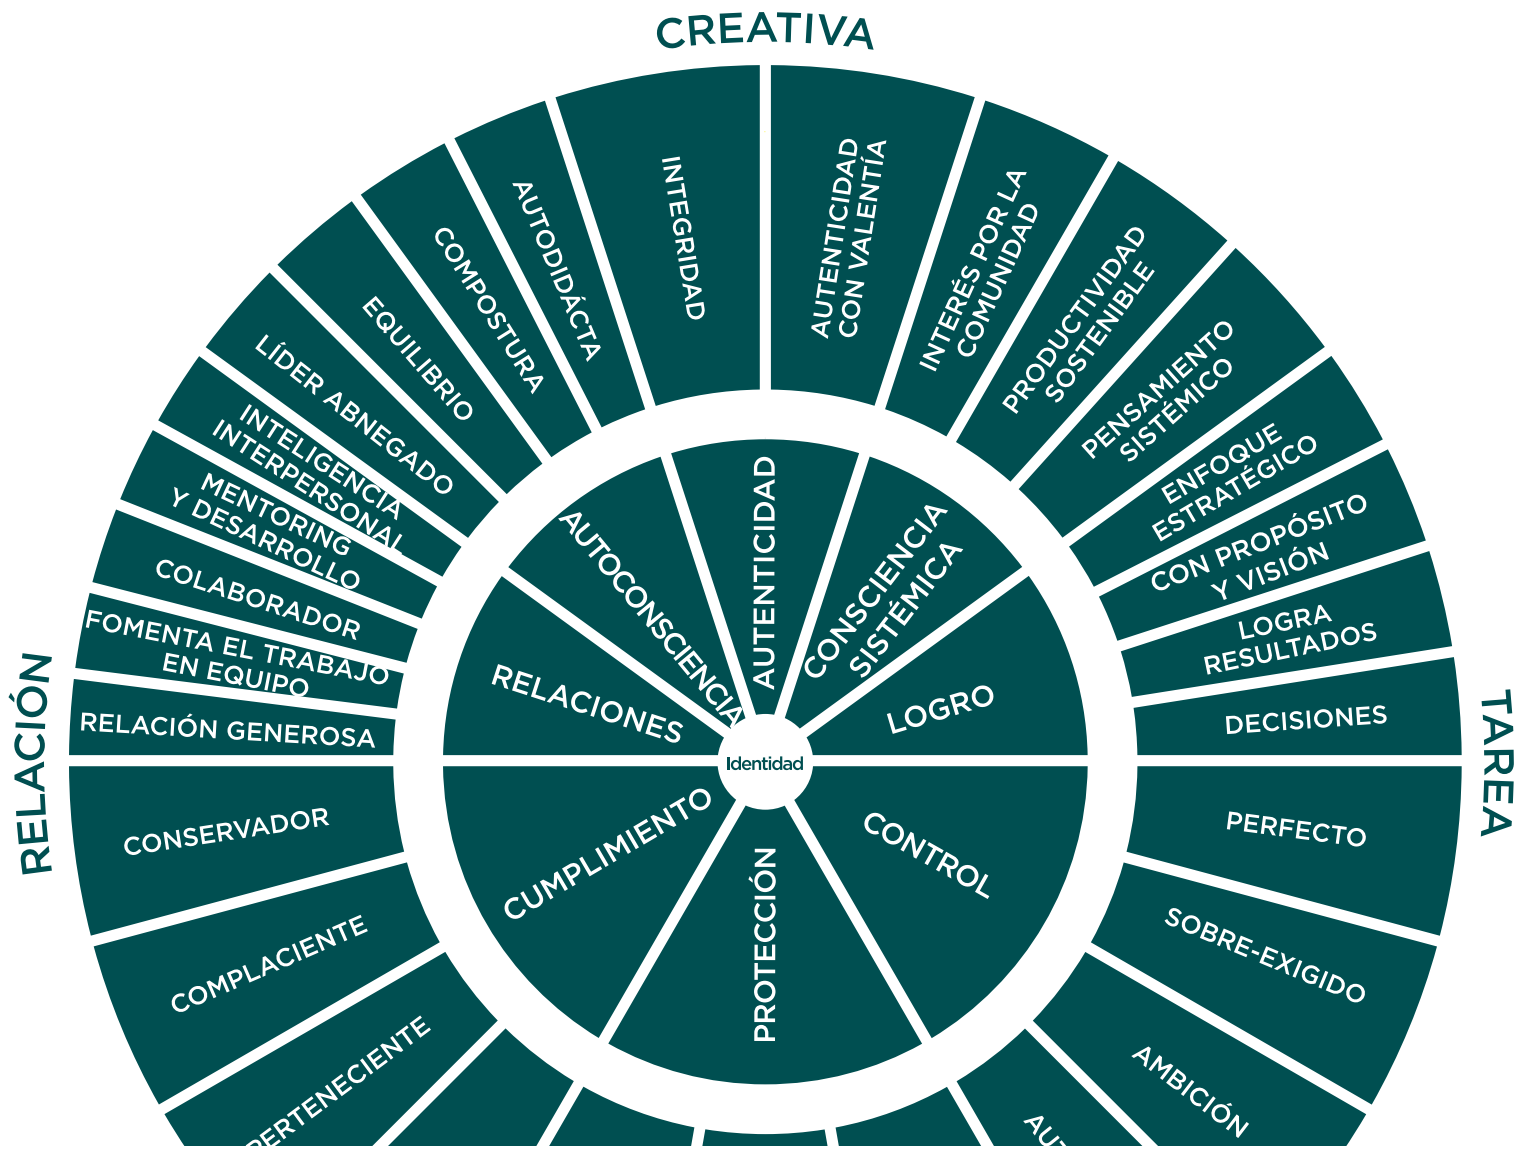 CREATIVA
INTEGRIDAD
AUTENTICIDAD
CON VALENTÍA
INTERÉS POR LA
COMUNIDAD
PRODUCTIVIDAD
SOSTENIBLE
PENSAMIENTO
SISTÉMICO
ENFOQUE
ESTRATÉGICO
CON PROPÓSITO
Y VISIÓN
LOGRA
RESULTADOS
DECISIONES
TAREA
PERFECTO
SOBRE-EXIGIDO
AMBICIÓN
AUTODIDÁCTA
COMPOSTURA
EQUILIBRIO
LÍDER ABNEGADO
INTELIGENCIA
INTERPERSONAL
MENTORING
Y DESARROLLO
COLABORADOR
FOMENTA EL TRABAJO
EN EQUIPO
RELACIÓN GENEROSA
RELACIÓN
CONSERVADOR
COMPLACIENTE
PERTENECIENTE
AUTOCONSCIENCIA
AUTENTICIDAD
CONSCIENCIA
SISTÉMICA
RELACIONES
LOGRO
Identidad
CUMPLIMIENTO
PROTECCIÓN
CONTROL